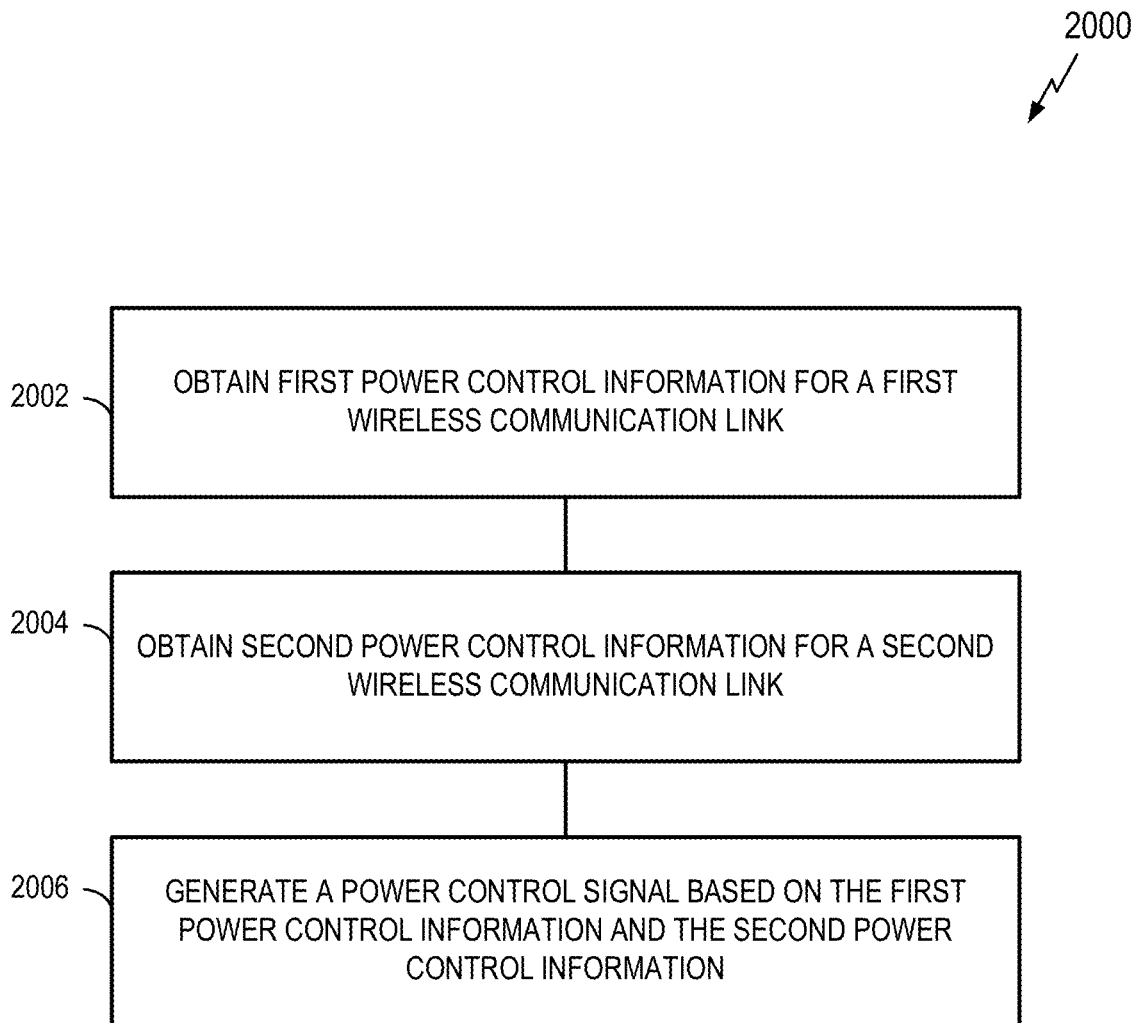 2000
2002
OBTAIN FIRST POWER CONTROL INFORMATION FOR A FIRST
WIRELESS COMMUNICATION LINK
2004
OBTAIN SECOND POWER CONTROL INFORMATION FOR A SECOND
WIRELESS COMMUNICATION LINK
2006
GENERATE A POWER CONTROL SIGNAL BASED ON THE FIRST
POWER CONTROL INFORMATION AND THE SECOND POWER
CONTROL INFORMATION